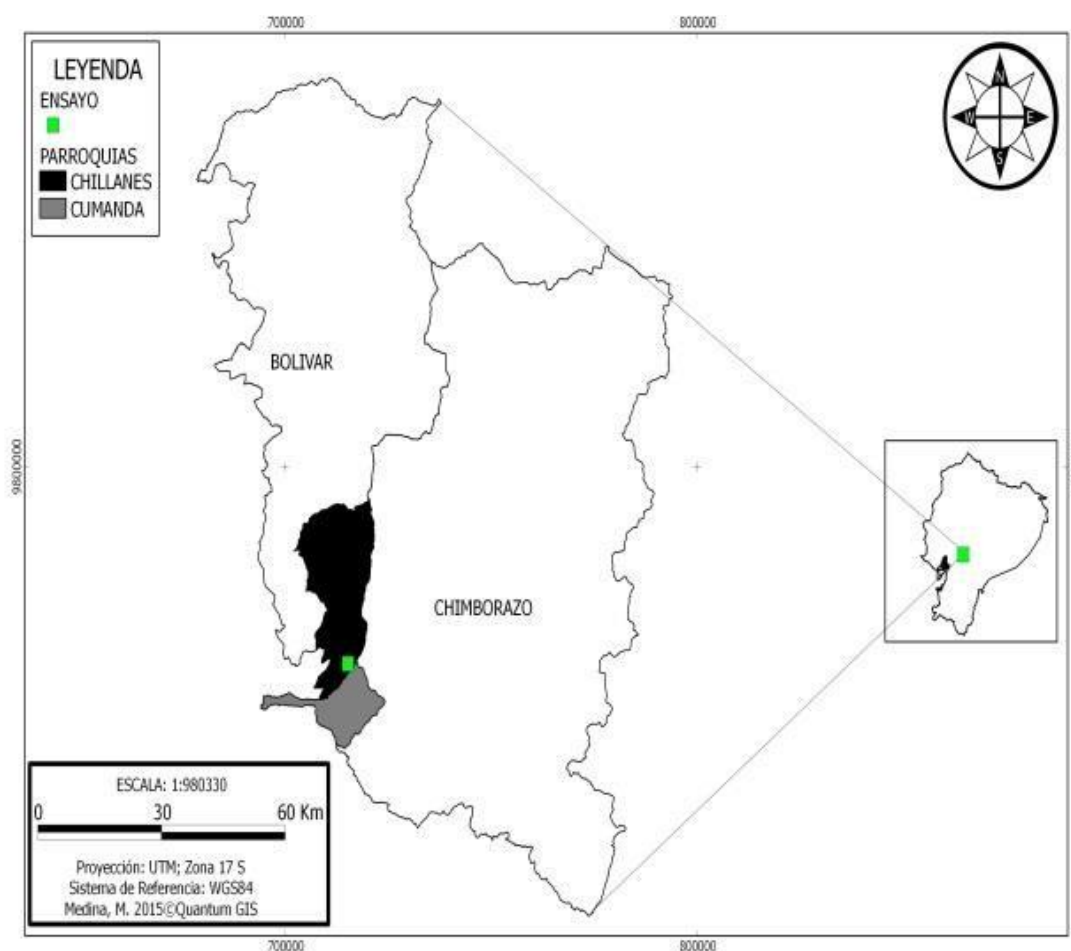 700000
800000
LEYENDA
ENSAYO
PARROQUIAS
CHILLANES
CUMANDA
N
W
E
S
BOLIVAR
9800000
CHIMBORAZO
ESCALA: 1:980330
0 30 60 Km
Proyección: UTM; Zona 17 S
Sistema de Referencia: WGS84
Medina, M. 2015©Quantum GIS
700000
800000